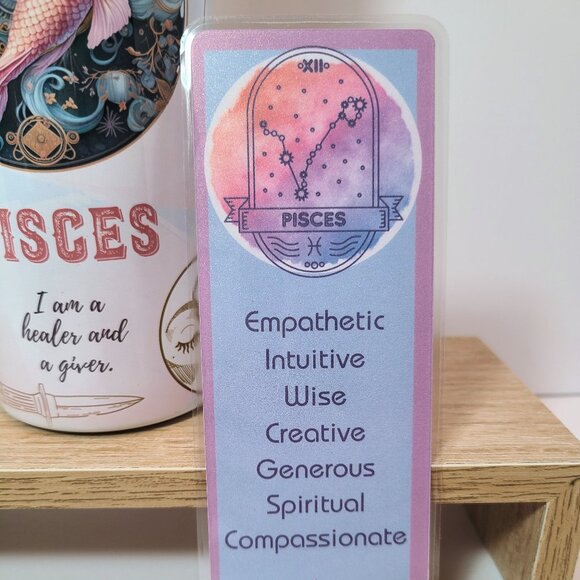 ISCES
I am a
healer and
a giver.
XII
PISCES
Empathetic
Intuitive
Wise
Creative
Generous
Spiritual
Compassionate